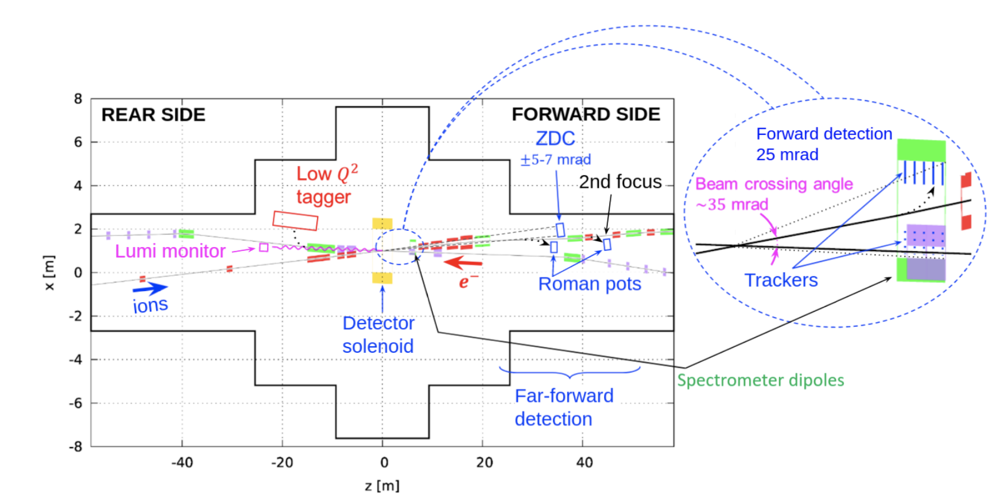 8
REAR SIDE
FORWARD SIDE
ZDC
±5-7 mrad
6
Forward detection
25 mrad
Low Q²
tagger
2nd focus
4
Beam crossing angle
~35 mrad
2
Lumi monitor
x [m]
0
ions
e⁻
Roman pots
Trackers
-2
Detector
solenoid
-4
Spectrometer dipoles
Far-forward
detection
-6
-8
-40
-20
0
20
40
z [m]